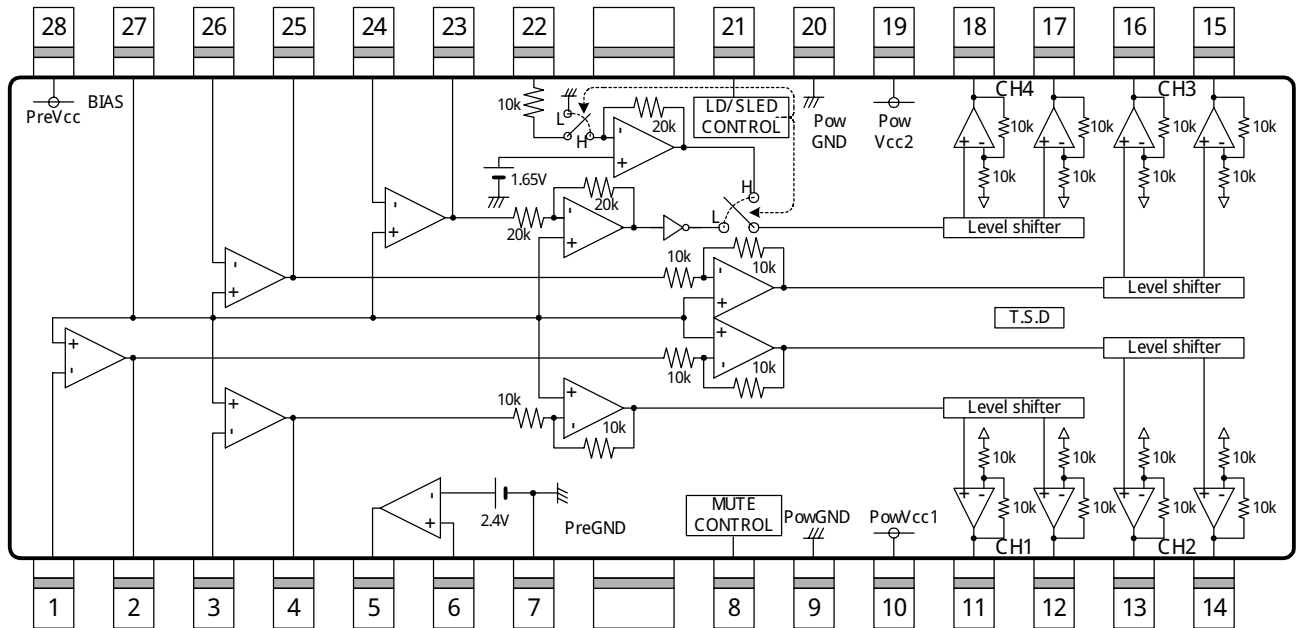 28 27 26 25 24 23 22 21 20 19 18 17 16 15
PreVcc
BIAS
10k
L
H
20k
LD/SLED
CONTROL
Pow
GND
Pow
Vcc2
CH4
CH3
10k 10k 10k 10k
10k 10k
- + + - + - + -
1.65V
20k
20k
H
L
Level shifter
10k
10k
Level shifter
T.S.D
Level shifter
10k
10k
10k
10k
Level shifter
10k 10k 10k 10k
10k 10k 10k 10k
2.4V
PreGND
MUTE
CONTROL
PowGND
PowVcc1
CH1
CH2
1 2 3 4 5 6 7 8 9 10 11 12 13 14